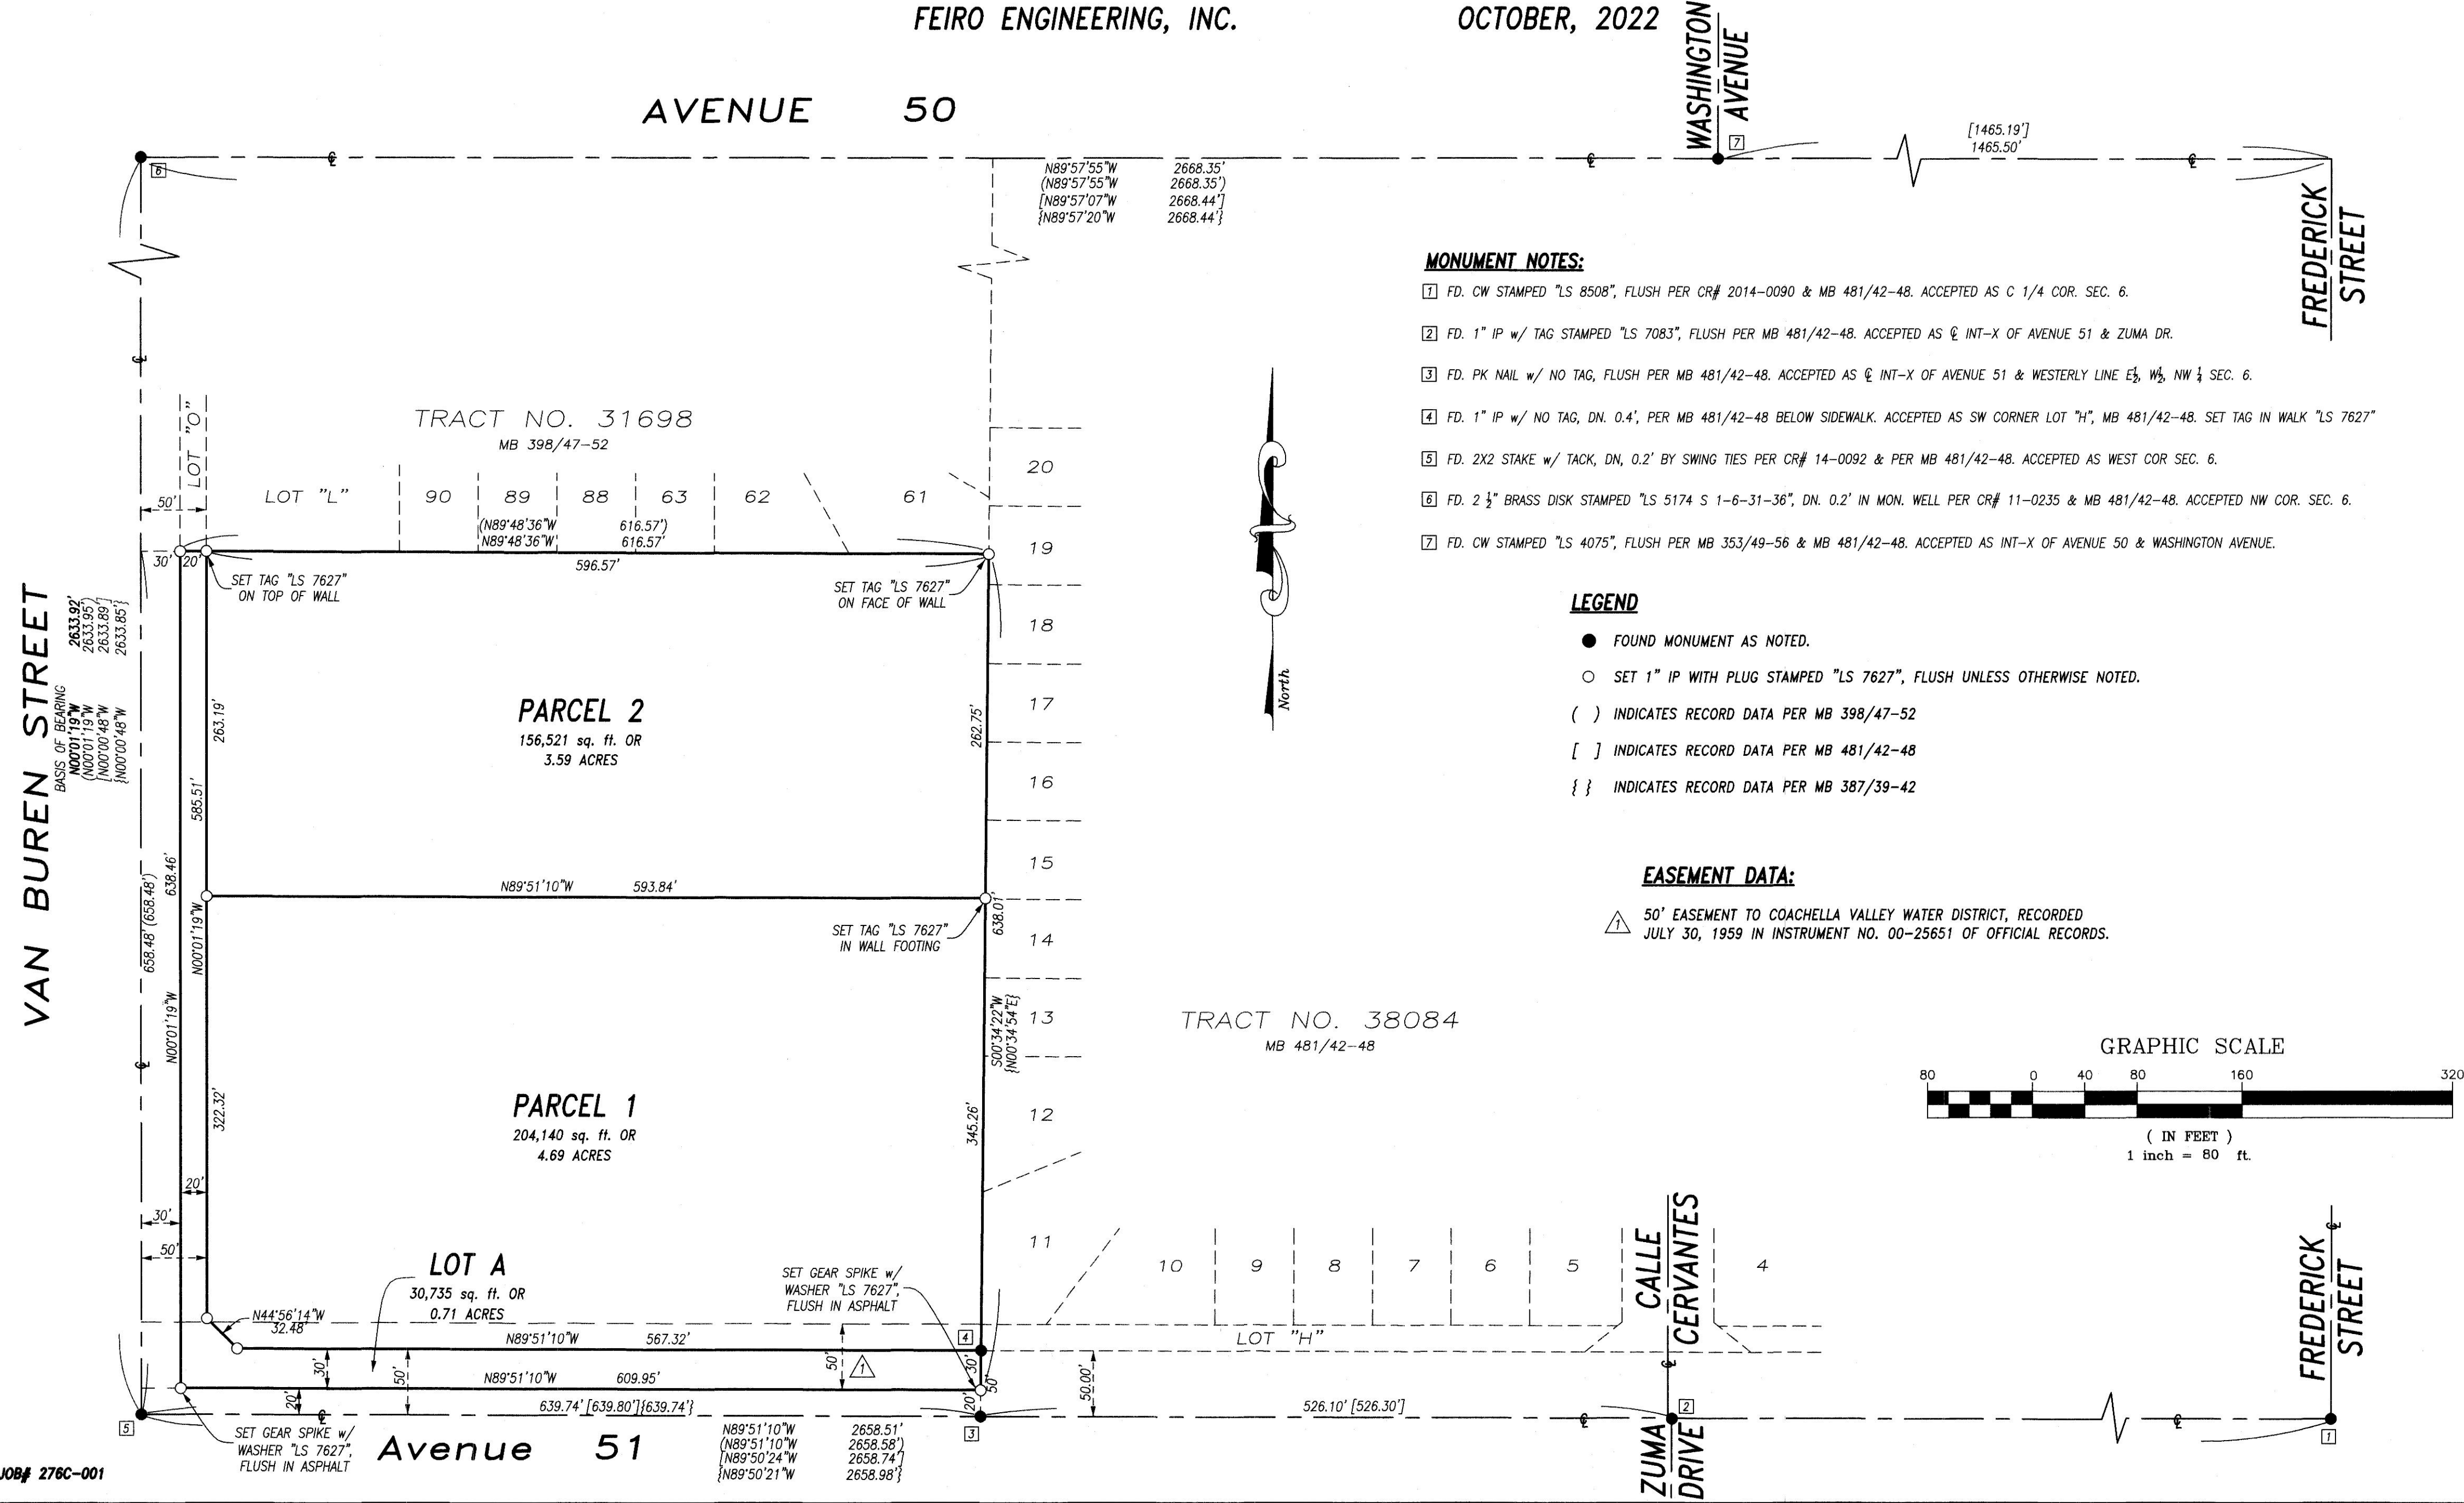 FEIRO ENGINEERING, INC. OCTOBER, 2022
WASHINGTON
AVENUE
AVENUE 50
[1465.19']
1465.50'
7
6
N89°57'55"W 2668.35'
(N89°57'55"W 2668.35')
[N89°57'07"W 2668.44']
{N89°57'20"W 2668.44'}
FREDERICK
STREET
MONUMENT NOTES:
1 FD. CW STAMPED "LS 8508", FLUSH PER CR# 2014-0090 & MB 481/42-48. ACCEPTED AS C 1/4 COR. SEC. 6.
2 FD. 1" IP w/ TAG STAMPED "LS 7083", FLUSH PER MB 481/42-48. ACCEPTED AS ℄ INT-X OF AVENUE 51 & ZUMA DR.
3 FD. PK NAIL w/ NO TAG, FLUSH PER MB 481/42-48. ACCEPTED AS ℄ INT-X OF AVENUE 51 & WESTERLY LINE E½, W½, NW ¼ SEC. 6.
4 FD. 1" IP w/ NO TAG, DN. 0.4', PER MB 481/42-48 BELOW SIDEWALK. ACCEPTED AS SW CORNER LOT "H", MB 481/42-48. SET TAG IN WALK "LS 7627"
5 FD. 2X2 STAKE w/ TACK, DN, 0.2' BY SWING TIES PER CR# 14-0092 & PER MB 481/42-48. ACCEPTED AS WEST COR SEC. 6.
6 FD. 2 ½" BRASS DISK STAMPED "LS 5174 S 1-6-31-36", DN. 0.2' IN MON. WELL PER CR# 11-0235 & MB 481/42-48. ACCEPTED NW COR. SEC. 6.
7 FD. CW STAMPED "LS 4075", FLUSH PER MB 353/49-56 & MB 481/42-48. ACCEPTED AS INT-X OF AVENUE 50 & WASHINGTON AVENUE.
LEGEND
FOUND MONUMENT AS NOTED.
SET 1" IP WITH PLUG STAMPED "LS 7627", FLUSH UNLESS OTHERWISE NOTED.
( ) INDICATES RECORD DATA PER MB 398/47-52
[ ] INDICATES RECORD DATA PER MB 481/42-48
{ } INDICATES RECORD DATA PER MB 387/39-42
EASEMENT DATA:
1 50' EASEMENT TO COACHELLA VALLEY WATER DISTRICT, RECORDED
JULY 30, 1959 IN INSTRUMENT NO. 00-25651 OF OFFICIAL RECORDS.
North
TRACT NO. 31698
MB 398/47-52
LOT "O"
50'
LOT "L" 90 89 88 63 62 61
(N89°48'36"W 616.57')
N89°48'36"W 616.57'
30' 20'
596.57'
SET TAG "LS 7627"
ON TOP OF WALL
SET TAG "LS 7627"
ON FACE OF WALL
20
19
18
17
16
15
14
13
12
11
VAN BUREN STREET
BASIS OF BEARING
N00°01'19"W 2633.92'
(N00°01'19"W 2633.95')
[N00°00'48"W 2633.89']
{N00°00'48"W 2633.85'}
658.48' (658.48')
N00°01'19"W 638.46'
N00°01'19"W 585.51'
263.19'
322.32'
PARCEL 2
156,521 sq. ft. OR
3.59 ACRES
262.75'
N89°51'10"W 593.84'
SET TAG "LS 7627"
IN WALL FOOTING
638.01'
S00°34'22"W
{N00°34'54"E}
345.26'
PARCEL 1
204,140 sq. ft. OR
4.69 ACRES
20'
30'
50'
TRACT NO. 38084
MB 481/42-48
GRAPHIC SCALE
80 0 40 80 160 320
( IN FEET )
1 inch = 80 ft.
LOT A
30,735 sq. ft. OR
0.71 ACRES
SET GEAR SPIKE w/
WASHER "LS 7627",
FLUSH IN ASPHALT
N44°56'14"W
32.48'
N89°51'10"W 567.32'
30'
50'
20'
N89°51'10"W 609.95'
50'
1
4
30'
50'
20'
50.00'
LOT "H"
10 9 8 7 6 5 4
CALLE
CERVANTES
FREDERICK
STREET
639.74' [639.80']{639.74'}
526.10' [526.30']
5
3
2
1
SET GEAR SPIKE w/
WASHER "LS 7627",
FLUSH IN ASPHALT
Avenue 51
N89°51'10"W 2658.51'
(N89°51'10"W 2658.58')
[N89°50'24"W 2658.74']
{N89°50'21"W 2658.98'}
ZUMA
DRIVE
JOB# 276C-001